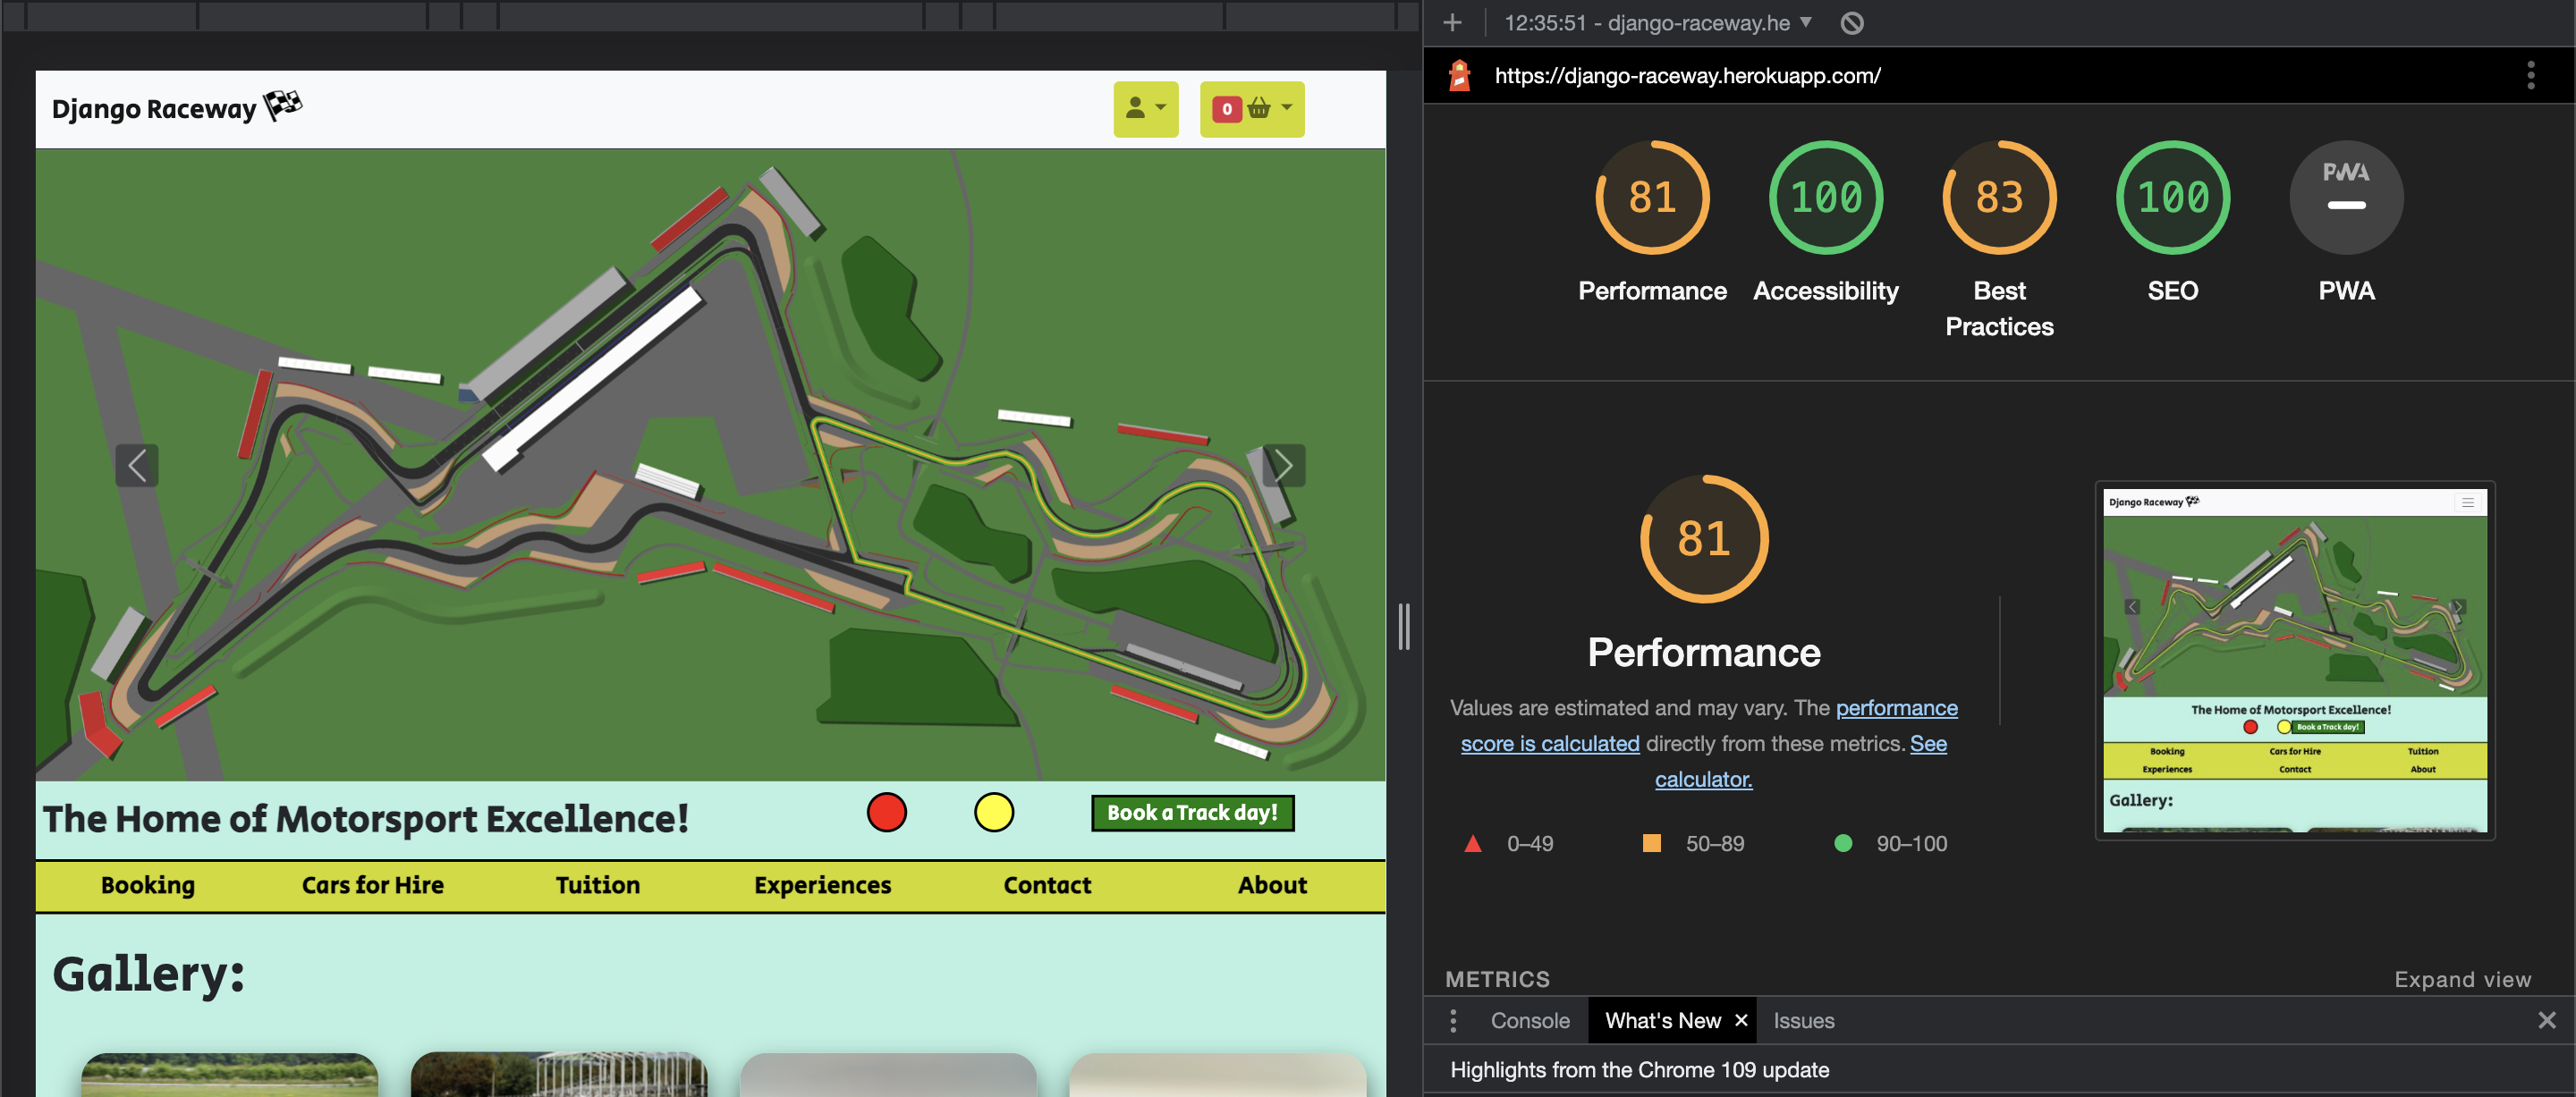 Django Raceway
0
The Home of Motorsport Excellence!
Book a Track day!
Booking
Cars for Hire
Tuition
Experiences
Contact
About
Gallery:
12:35:51 - django-raceway.he
https://django-raceway.herokuapp.com/
81
100
83
100
PWA
Performance
Accessibility
Best
Practices
SEO
PWA
81
Performance
Values are estimated and may vary. The performance
score is calculated directly from these metrics. See
calculator.
0–49
50–89
90–100
Django Raceway
The Home of Motorsport Excellence!
Book a Track day!
Booking
Cars for Hire
Tuition
Experiences
Contact
About
Gallery:
METRICS
Expand view
Console
What's New
Issues
Highlights from the Chrome 109 update